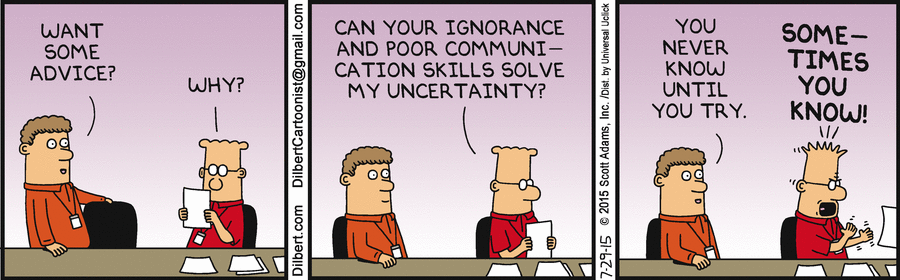 WANT
SOME
ADVICE?
WHY?
Dilbert.com DilbertCartoonist@gmail.com
CAN YOUR IGNORANCE
AND POOR COMMUNI-
CATION SKILLS SOLVE
MY UNCERTAINTY?
7-29-15 © 2015 Scott Adams, Inc. /Dist. by Universal Uclick
YOU
NEVER
KNOW
UNTIL
YOU TRY.
SOME-
TIMES
YOU
KNOW!